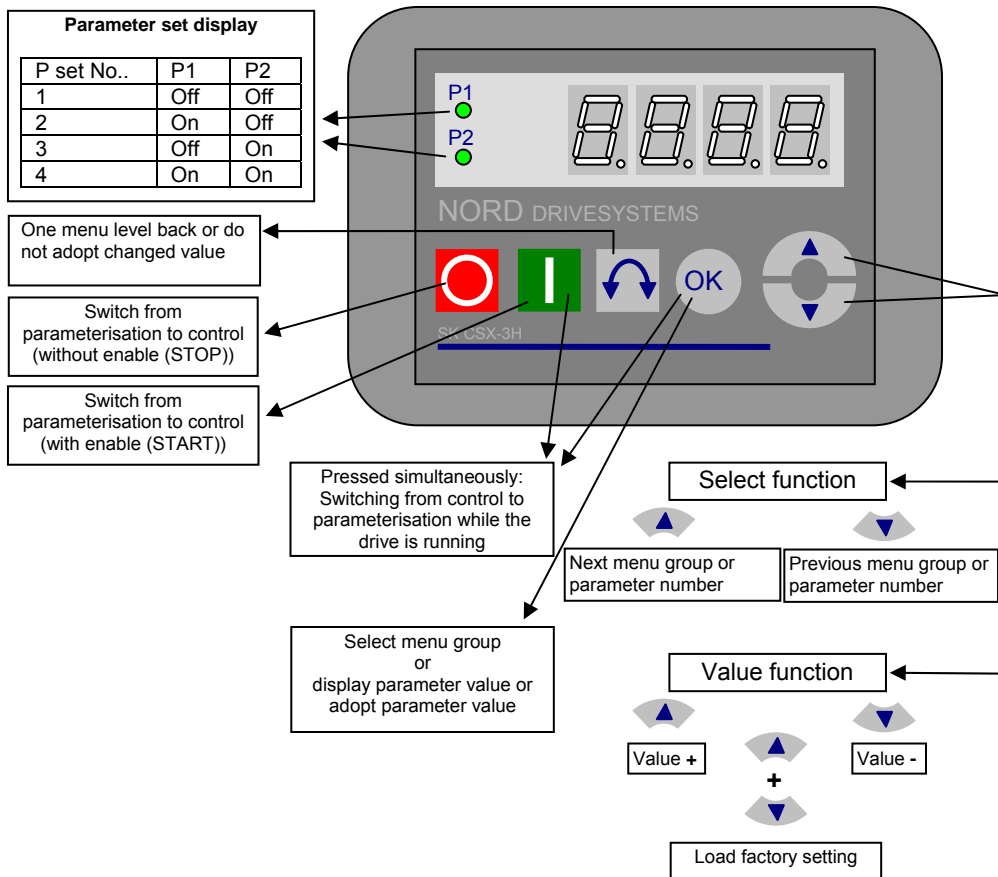 Parameter set display
P set No.. P1 P2
1 Off Off
2 On Off
3 Off On
4 On On
P1
P2
NORD DRIVESYSTEMS
OK
SK CSX-3H
One menu level back or do
not adopt changed value
Switch from
parameterisation to control
(without enable (STOP))
Switch from
parameterisation to control
(with enable (START))
Pressed simultaneously:
Switching from control to
parameterisation while the
drive is running
Select menu group
or
display parameter value or
adopt parameter value
Select function
Next menu group or
parameter number
Previous menu group or
parameter number
Value function
Value +
Value -
+
Load factory setting